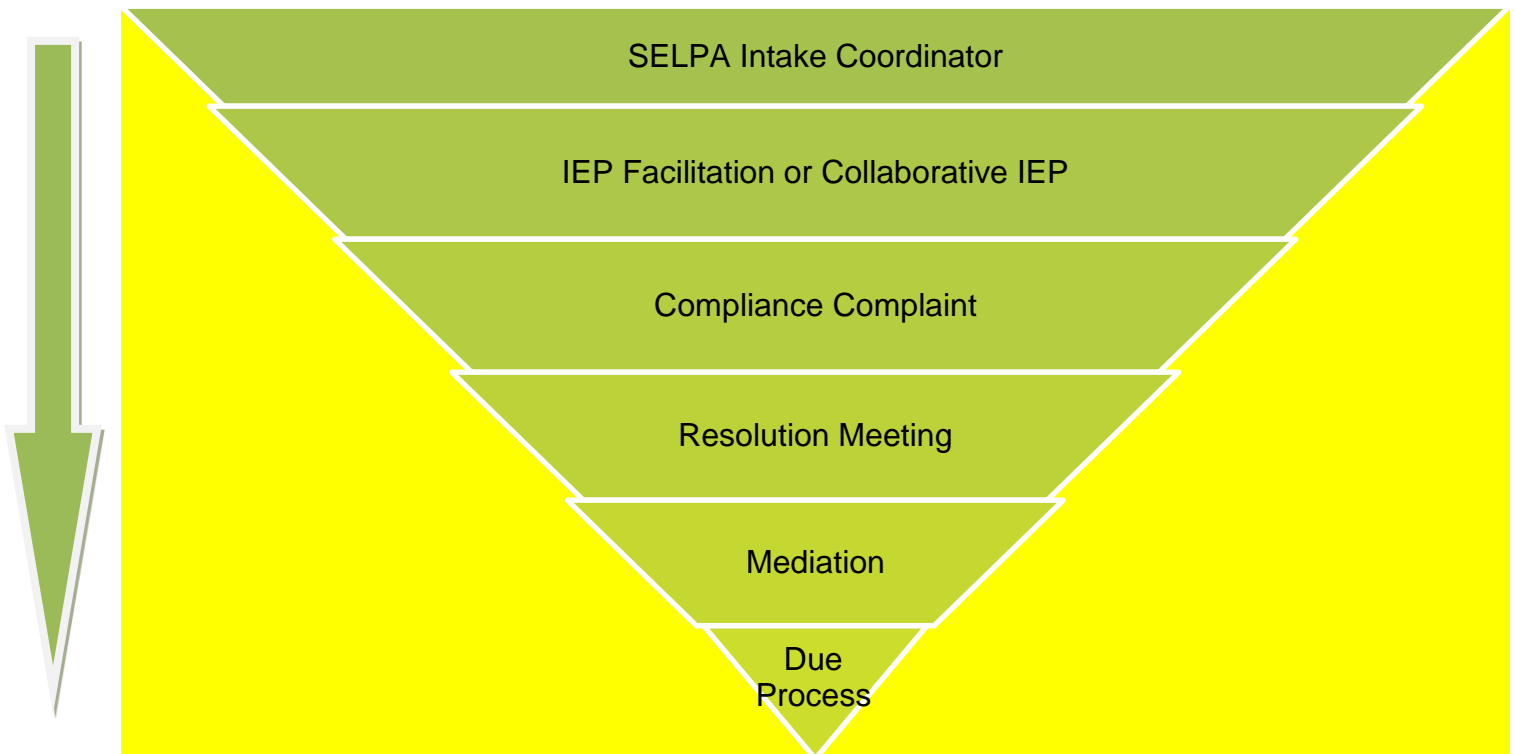 SELPA Intake Coordinator
IEP Facilitation or Collaborative IEP
Compliance Complaint
Resolution Meeting
Mediation
Due
Process